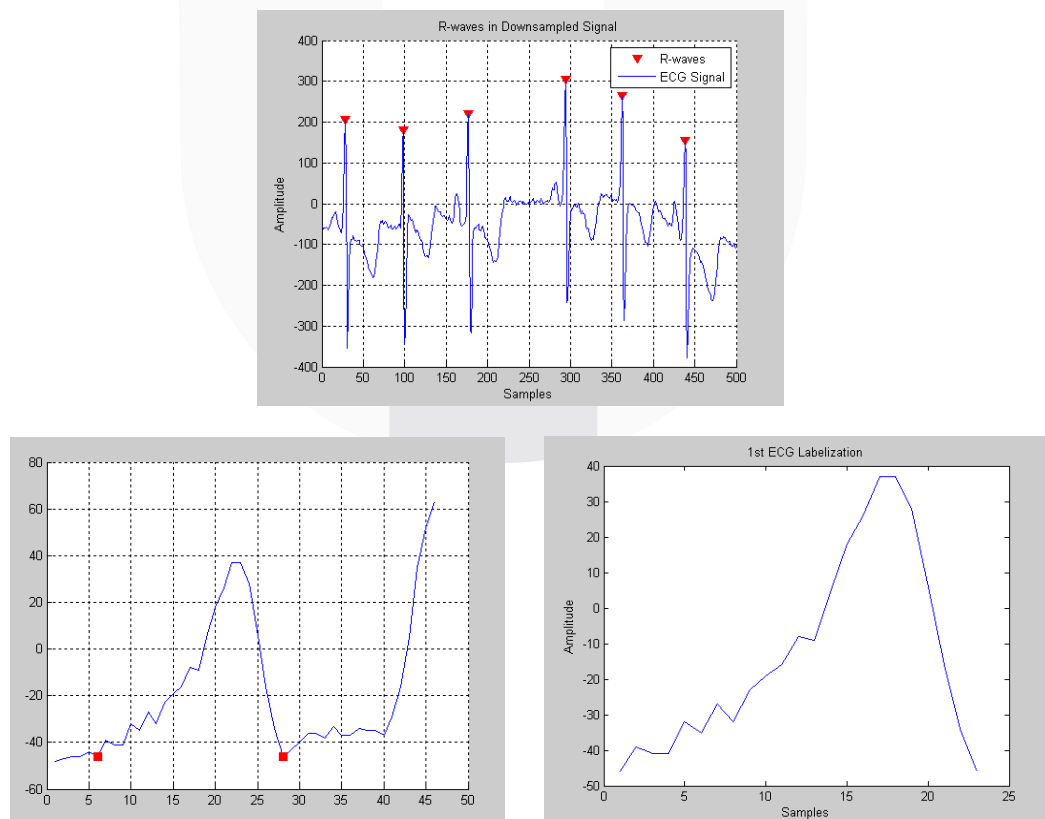 R-waves in Downsampled Signal
400
300
200
100
0
-100
-200
-300
-400
Amplitude
R-waves
ECG Signal
0 50 100 150 200 250 300 350 400 450 500
Samples
80
60
40
20
0
-20
-40
-60
0 5 10 15 20 25 30 35 40 45 50
1st ECG Labelization
40
30
20
10
0
-10
-20
-30
-40
-50
Amplitude
0 5 10 15 20 25
Samples